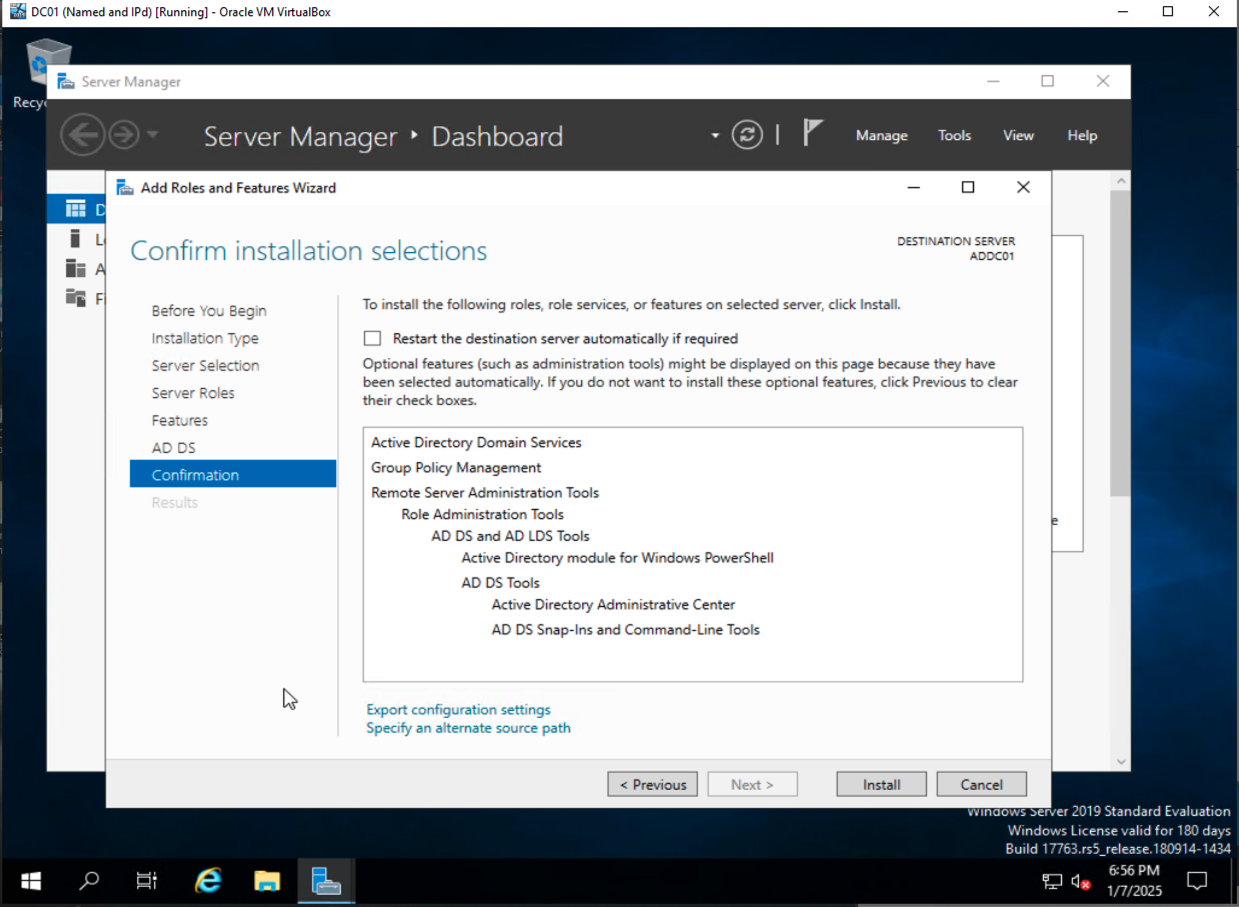 DC01 (Named and IPd) [Running] - Oracle VM VirtualBox
Recy
Server Manager
Server Manager ‣ Dashboard
Manage Tools View Help
Add Roles and Features Wizard
D
Lo
A
Fi
Confirm installation selections
DESTINATION SERVER
ADDC01
Before You Begin
Installation Type
Server Selection
Server Roles
Features
AD DS
Confirmation
Results
To install the following roles, role services, or features on selected server, click Install.
Restart the destination server automatically if required
Optional features (such as administration tools) might be displayed on this page because they have
been selected automatically. If you do not want to install these optional features, click Previous to clear
their check boxes.
Active Directory Domain Services
Group Policy Management
Remote Server Administration Tools
Role Administration Tools
AD DS and AD LDS Tools
Active Directory module for Windows PowerShell
AD DS Tools
Active Directory Administrative Center
AD DS Snap-Ins and Command-Line Tools
e
Export configuration settings
Specify an alternate source path
< Previous Next > Install Cancel
Windows Server 2019 Standard Evaluation
Windows License valid for 180 days
Build 17763.rs5_release.180914-1434
6:56 PM
1/7/2025